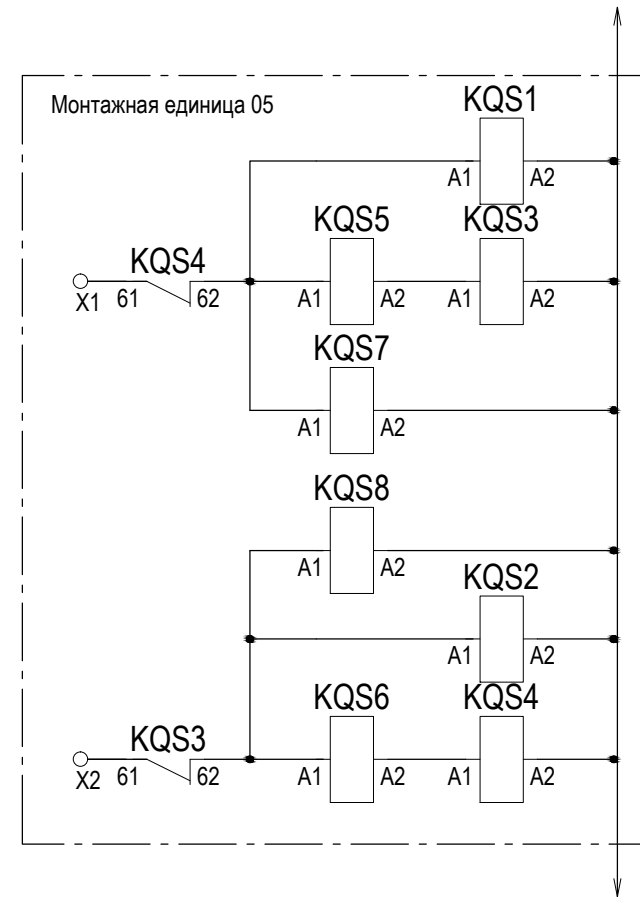 Монтажная единица 05
KQS1
A1 A2
KQS5 KQS3
KQS4
X1 61 62 A1 A2 A1 A2
KQS7
A1 A2
KQS8
A1 A2
KQS2
A1 A2
KQS6 KQS4
KQS3
X2 61 62 A1 A2 A1 A2